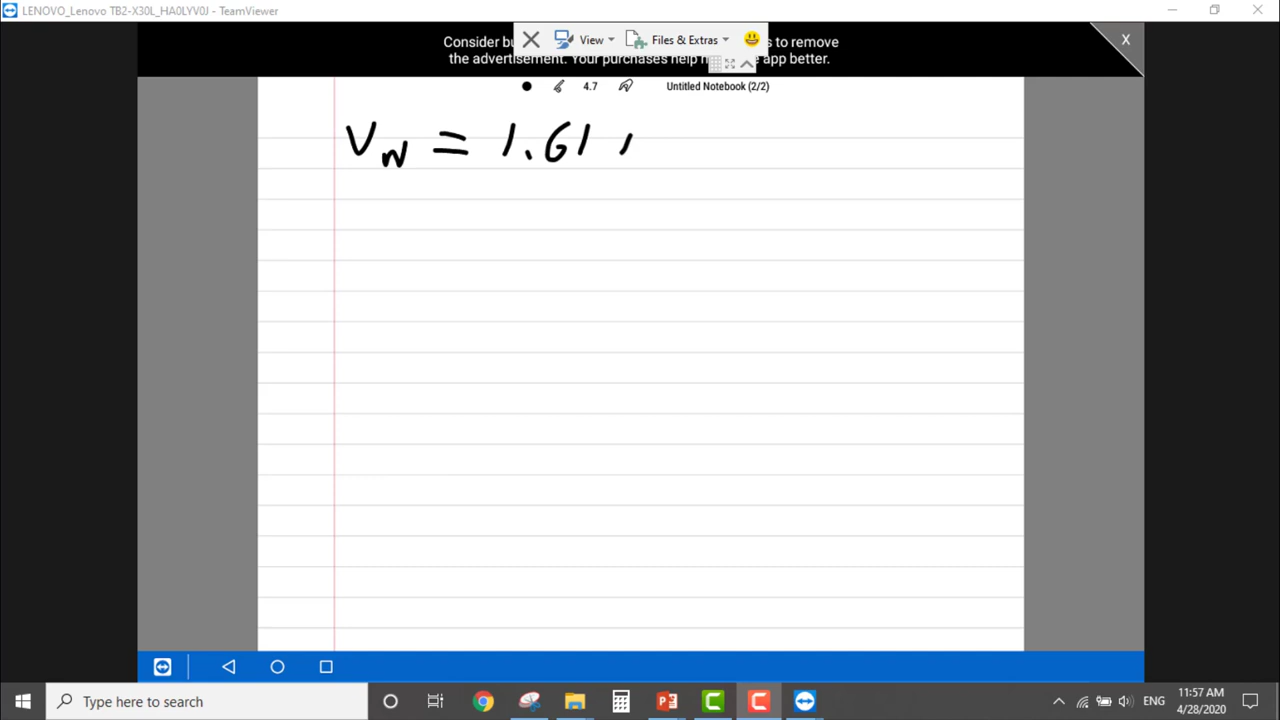 LENOVO_Lenovo TB2-X30L_HA0LYV0J - TeamViewer
Consider bu
s to remove
the advertisement. Your purchases help
app better.
View
Files & Extras
X
4.7
Untitled Notebook (2/2)
V_N = 1.61
Type here to search
ENG
11:57 AM
4/28/2020